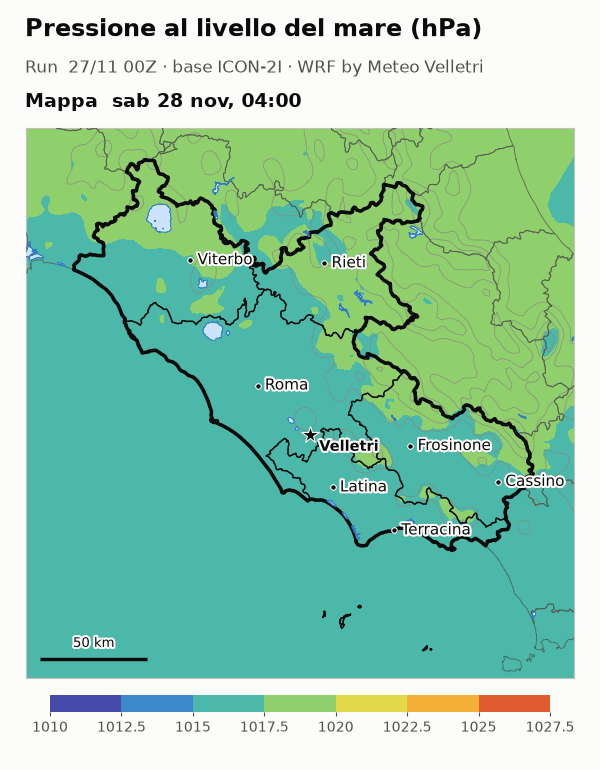 Pressione al livello del mare (hPa)
Run  27/11 00Z · base ICON-2I · WRF by Meteo Velletri
Mappa  sab 28 nov, 04:00
Viterbo
Rieti
Roma
Velletri
Frosinone
Cassino
Latina
Terracina
50 km
1010 1012.5 1015 1017.5 1020 1022.5 1025 1027.5